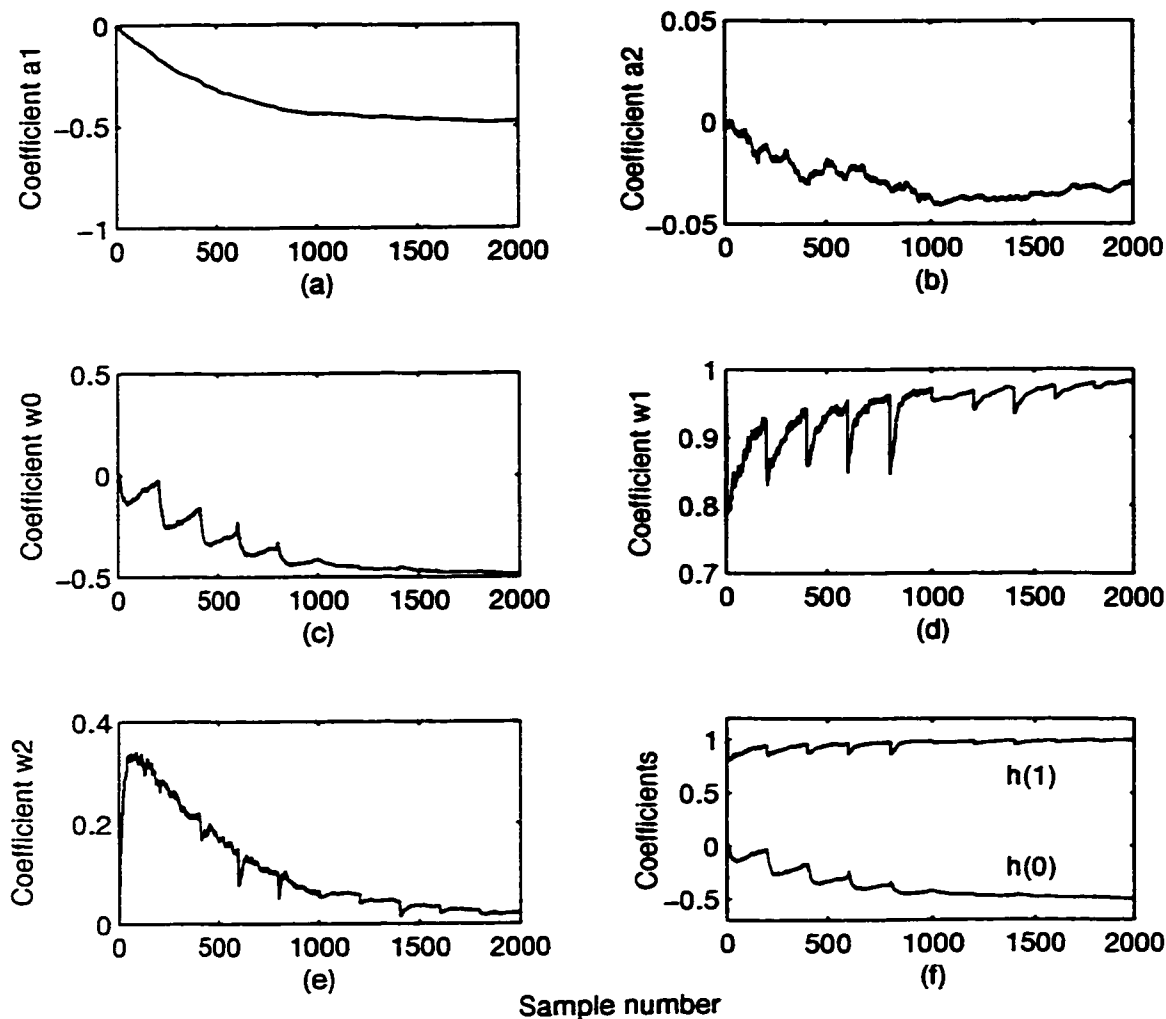 0
−0.5
−1
Coefficient a1
0 500 1000 1500 2000
(a)
0.05
0
−0.05
Coefficient a2
0 500 1000 1500 2000
(b)
0.5
0
−0.5
Coefficient w0
0 500 1000 1500 2000
(c)
1
0.9
0.8
0.7
Coefficient w1
0 500 1000 1500 2000
(d)
0.4
0.2
0
Coefficient w2
0 500 1000 1500 2000
(e)
1
0.5
0
−0.5
Coefficients
h(1)
h(0)
0 500 1000 1500 2000
(f)
Sample number